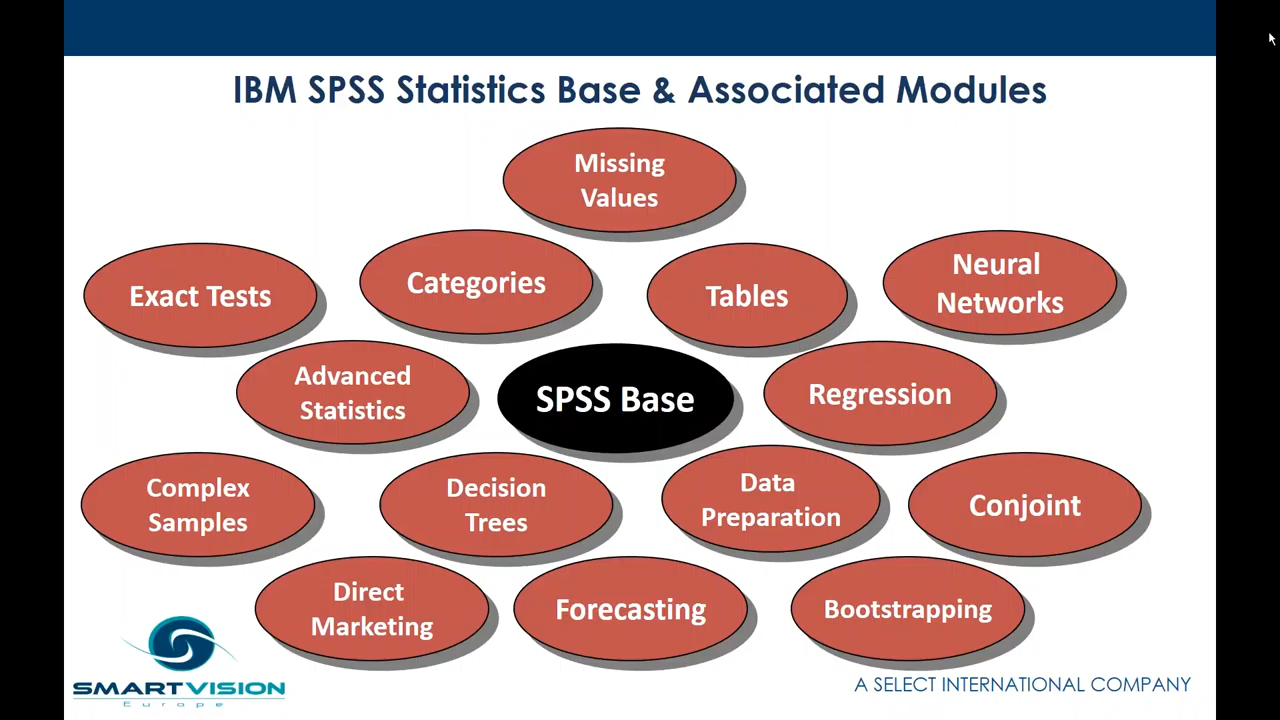 IBM SPSS Statistics Base & Associated Modules
Missing
Values
Exact Tests
Categories
Tables
Neural
Networks
Advanced
Statistics
SPSS Base
Regression
Complex
Samples
Decision
Trees
Data
Preparation
Conjoint
Direct
Marketing
Forecasting
Bootstrapping
SMARTVISION
Europe
A SELECT INTERNATIONAL COMPANY